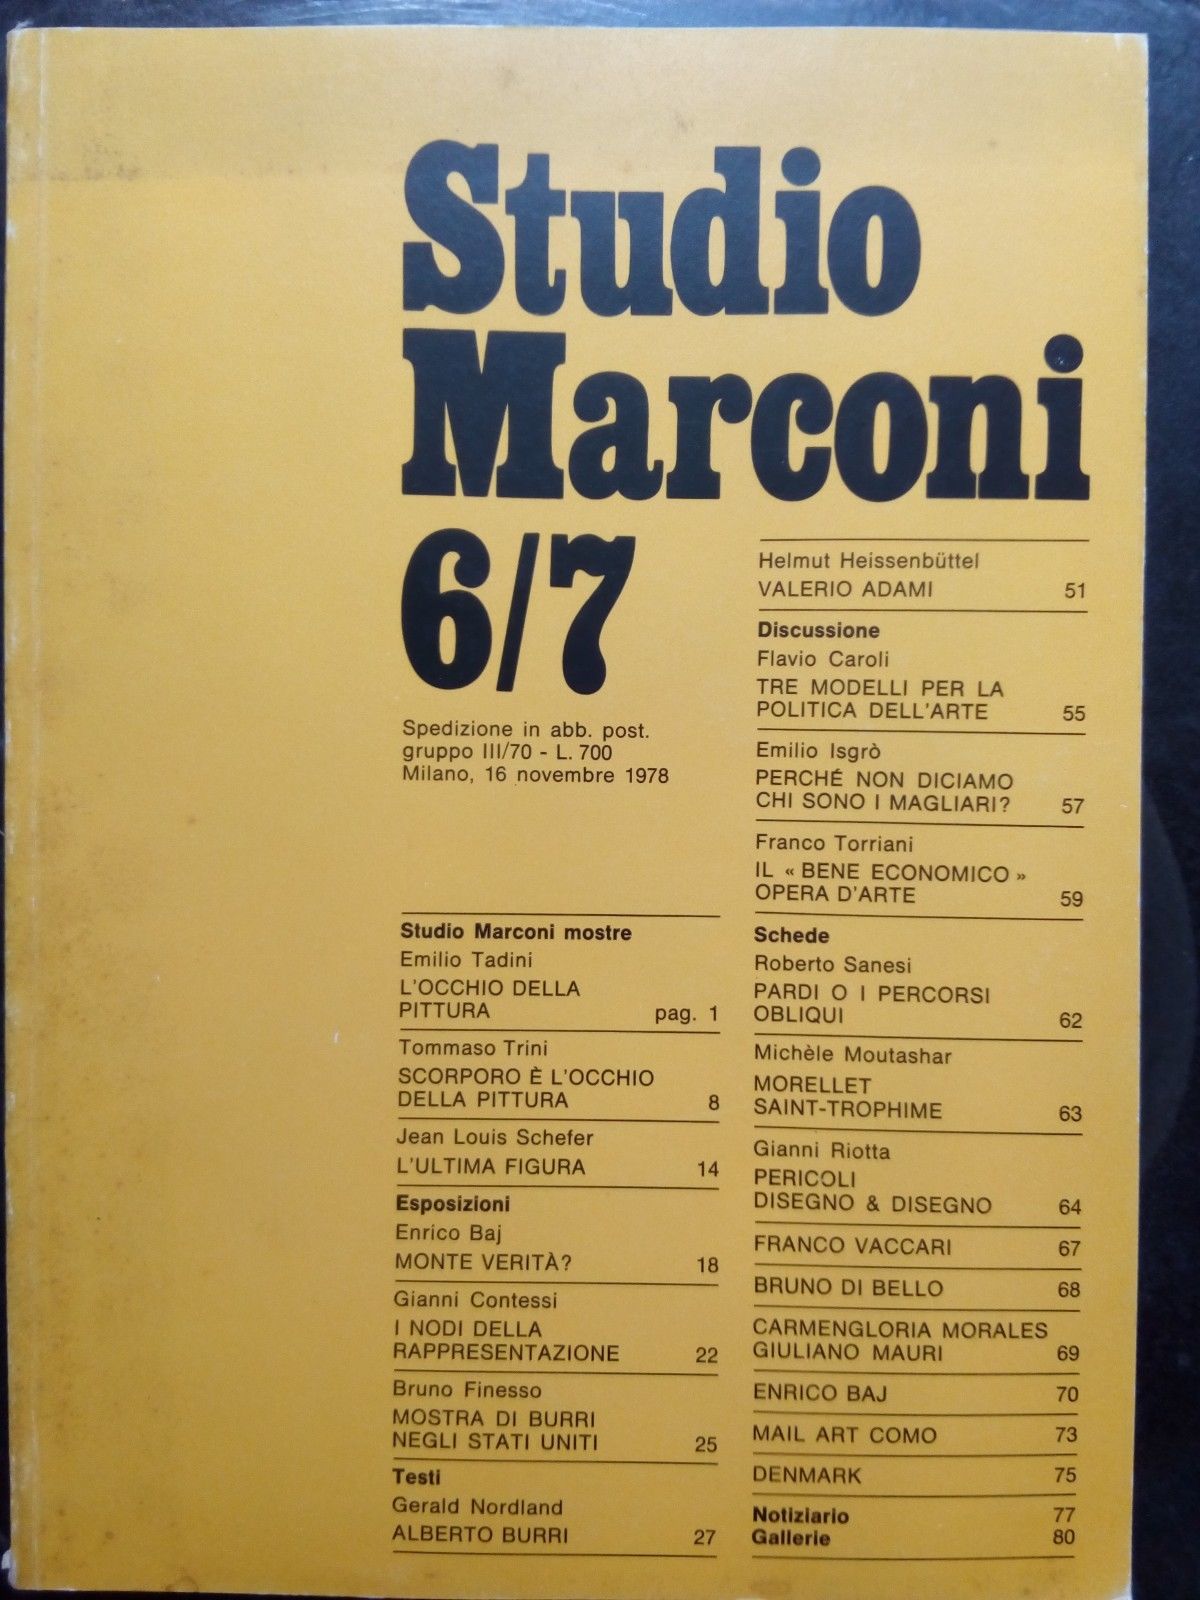 Studio
Marconi
6/7
Spedizione in abb. post.
gruppo III/70 - L. 700
Milano, 16 novembre 1978
Studio Marconi mostre
Emilio Tadini
L'OCCHIO DELLA
PITTURA pag. 1
Tommaso Trini
SCORPORO È L'OCCHIO
DELLA PITTURA 8
Jean Louis Schefer
L'ULTIMA FIGURA 14
Esposizioni
Enrico Baj
MONTE VERITÀ? 18
Gianni Contessi
I NODI DELLA
RAPPRESENTAZIONE 22
Bruno Finesso
MOSTRA DI BURRI
NEGLI STATI UNITI 25
Testi
Gerald Nordland
ALBERTO BURRI 27
Helmut Heissenbüttel
VALERIO ADAMI 51
Discussione
Flavio Caroli
TRE MODELLI PER LA
POLITICA DELL'ARTE 55
Emilio Isgrò
PERCHÉ NON DICIAMO
CHI SONO I MAGLIARI? 57
Franco Torriani
IL « BENE ECONOMICO »
OPERA D'ARTE 59
Schede
Roberto Sanesi
PARDI O I PERCORSI
OBLIQUI 62
Michèle Moutashar
MORELLET
SAINT-TROPHIME 63
Gianni Riotta
PERICOLI
DISEGNO & DISEGNO 64
FRANCO VACCARI 67
BRUNO DI BELLO 68
CARMENGLORIA MORALES
GIULIANO MAURI 69
ENRICO BAJ 70
MAIL ART COMO 73
DENMARK 75
Notiziario 77
Gallerie 80